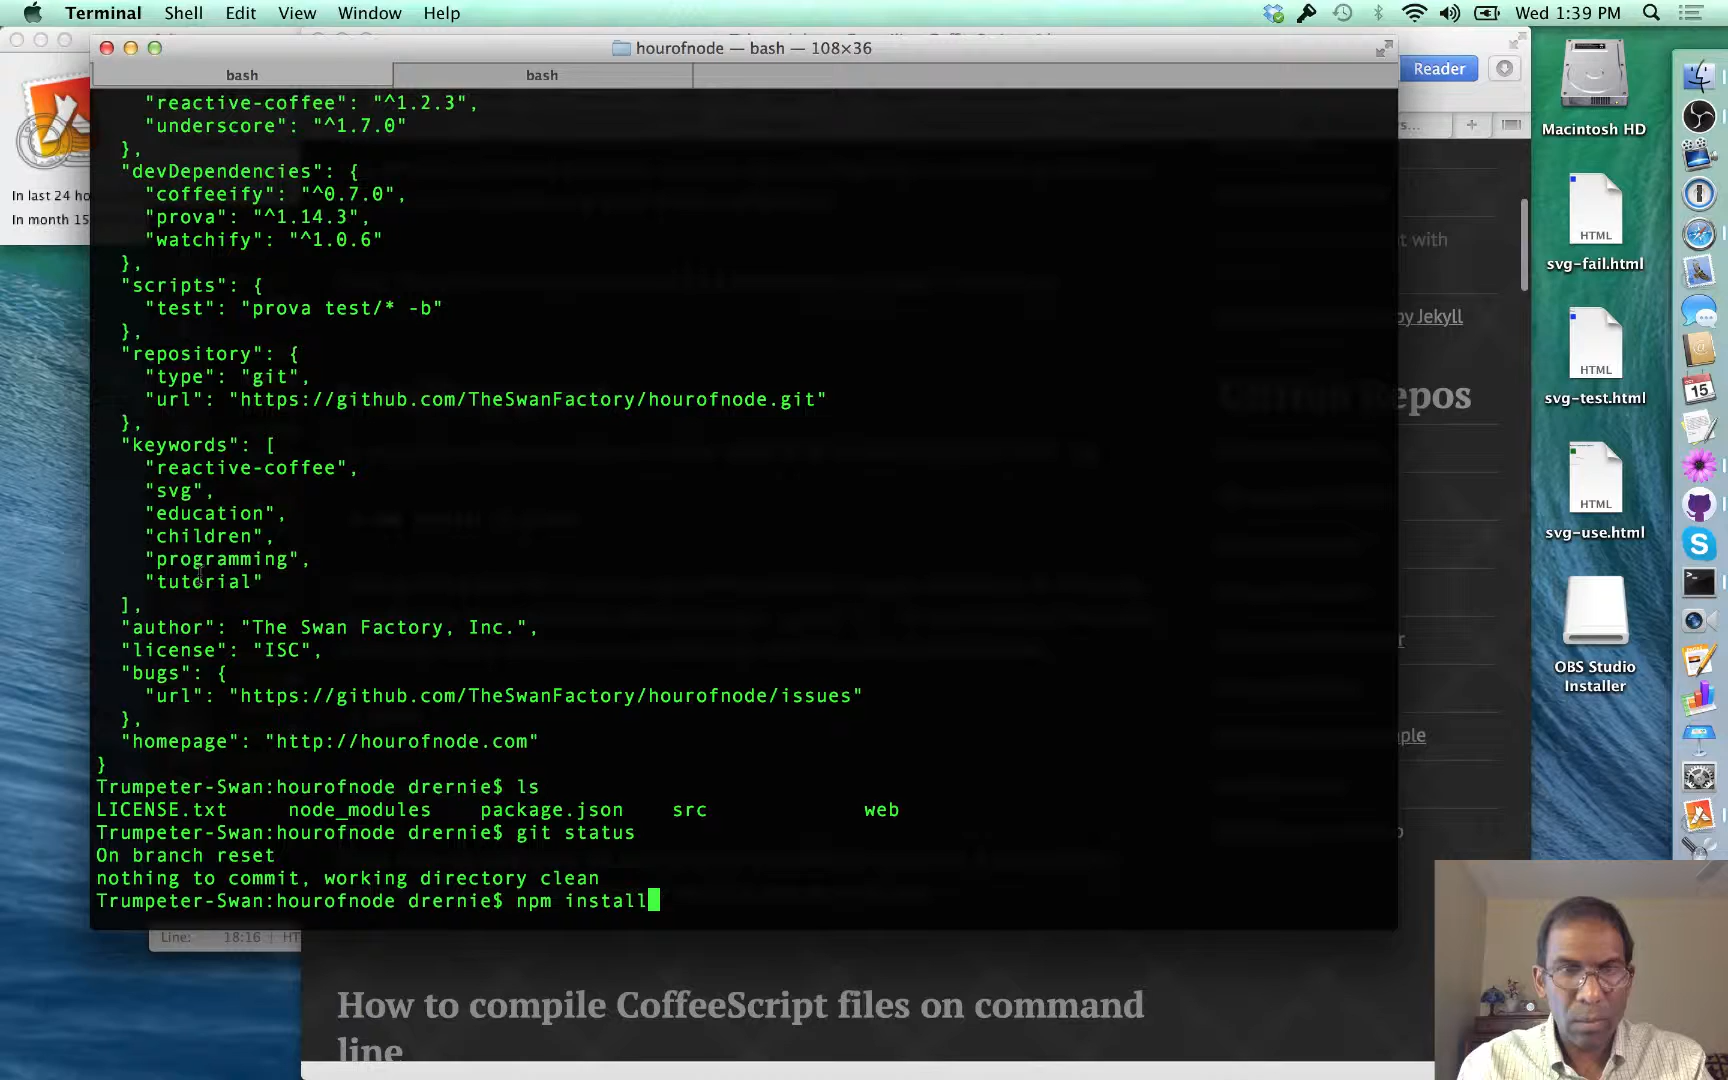 Terminal Shell Edit View Window Help
Wed 1:39 PM
hourofnode — bash — 108×36
bash
bash
Reader
"reactive-coffee": "^1.2.3",
"underscore": "^1.7.0"
},
"devDependencies": {
"coffeeify": "^0.7.0",
"prova": "^1.14.3",
"watchify": "^1.0.6"
},
"scripts": {
"test": "prova test/* -b"
},
"repository": {
"type": "git",
"url": "https://github.com/TheSwanFactory/hourofnode.git"
},
"keywords": [
"reactive-coffee",
"svg",
"education",
"children",
"programming",
"tutorial"
],
"author": "The Swan Factory, Inc.",
"license": "ISC",
"bugs": {
"url": "https://github.com/TheSwanFactory/hourofnode/issues"
},
"homepage": "http://hourofnode.com"
}
Trumpeter-Swan:hourofnode drernie$ ls
LICENSE.txt node_modules package.json src web
Trumpeter-Swan:hourofnode drernie$ git status
On branch reset
nothing to commit, working directory clean
Trumpeter-Swan:hourofnode drernie$ npm install
In last 24 ho
In month 15
t with
by Jekyll
Repos
Line: 18:16 HT
How to compile CoffeeScript files on command
line
Macintosh HD
HTML
svg-fail.html
HTML
svg-test.html
HTML
svg-use.html
OBS Studio
Installer
15